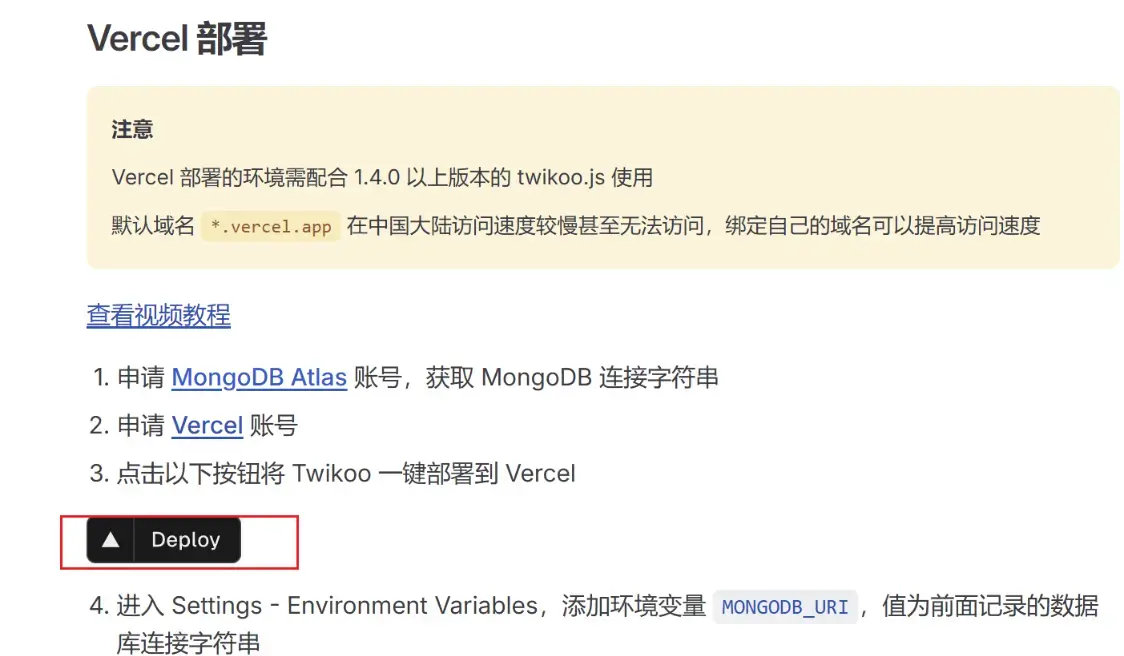 Vercel 部署
注意
Vercel 部署的环境需配合 1.4.0 以上版本的 twikoo.js 使用
默认域名 *.vercel.app 在中国大陆访问速度较慢甚至无法访问，绑定自己的域名可以提高访问速度
查看视频教程
1. 申请 MongoDB Atlas 账号，获取 MongoDB 连接字符串
2. 申请 Vercel 账号
3. 点击以下按钮将 Twikoo 一键部署到 Vercel
Deploy
4. 进入 Settings - Environment Variables，添加环境变量 MONGODB_URI，值为前面记录的数据
库连接字符串